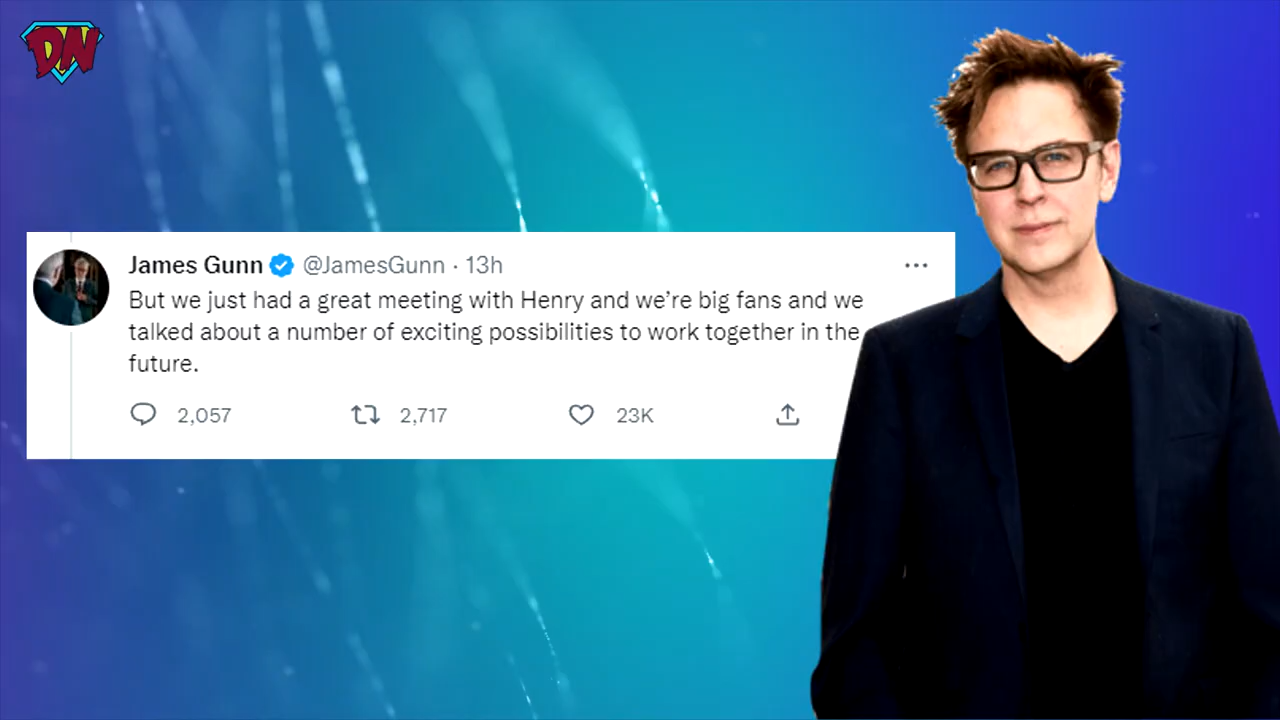 DN
James Gunn @JamesGunn · 13h
But we just had a great meeting with Henry and we’re big fans and we
talked about a number of exciting possibilities to work together in the
future.
2,057 2,717 23K